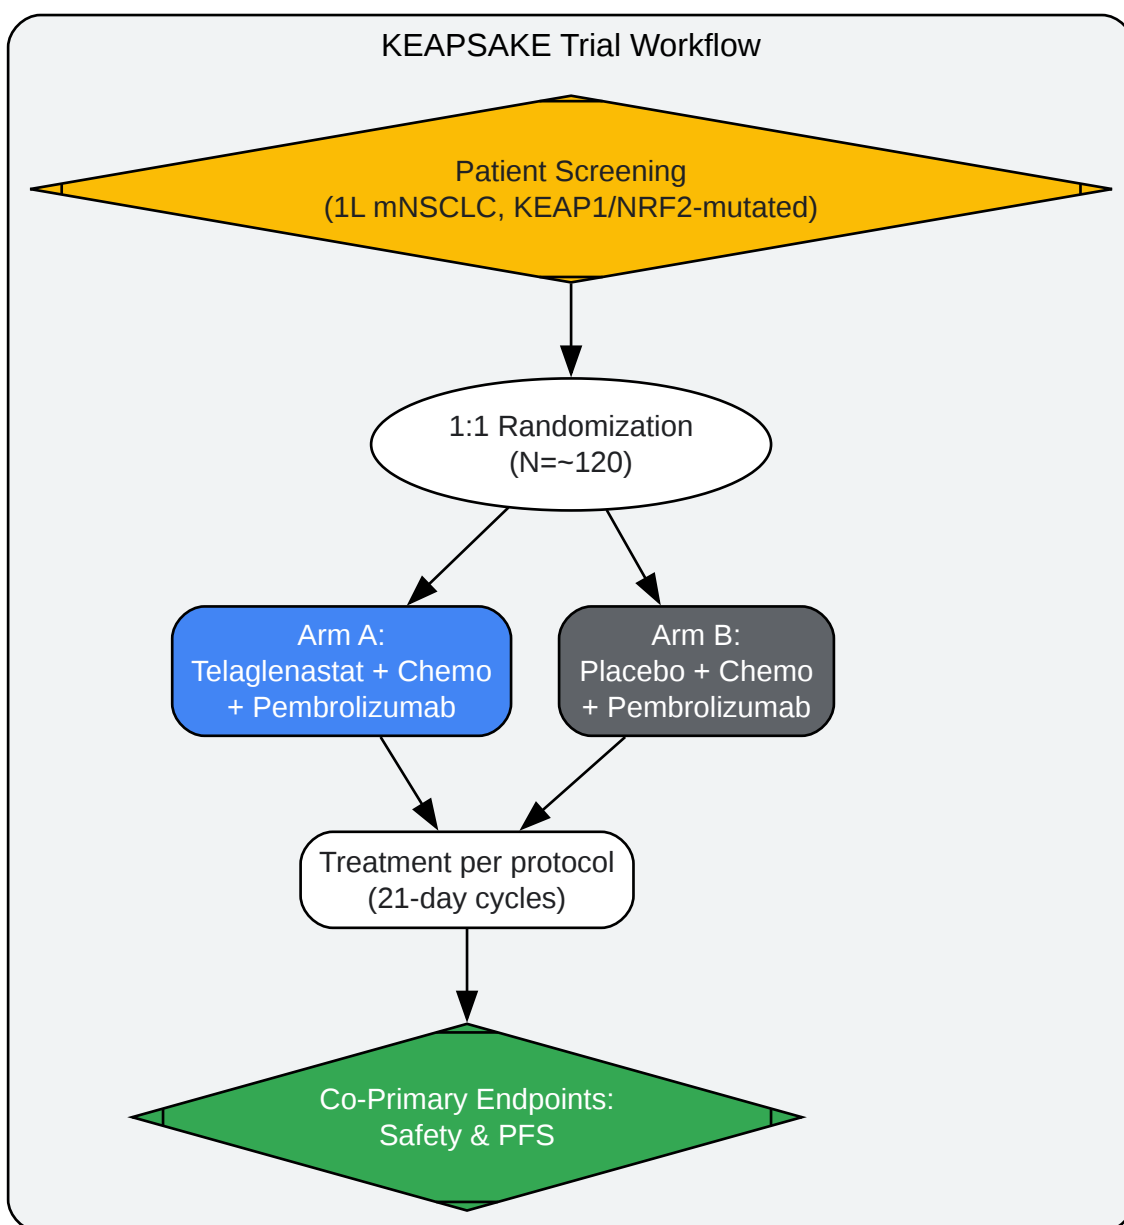 KEAPSAKE Trial Workflow
Patient Screening
(1L mNSCLC, KEAP1/NRF2-mutated)
1:1 Randomization
(N=~120)
Arm A:
Telaglenastat + Chemo
+ Pembrolizumab
Arm B:
Placebo + Chemo
+ Pembrolizumab
Treatment per protocol
(21-day cycles)
Co-Primary Endpoints:
Safety & PFS